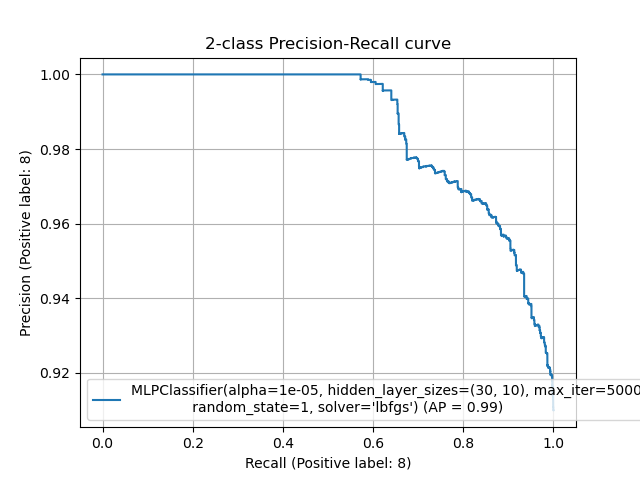 2-class Precision-Recall curve
1.00
0.98
0.96
0.94
0.92
Precision (Positive label: 8)
MLPClassifier(alpha=1e-05, hidden_layer_sizes=(30, 10), max_iter=5000
random_state=1, solver='lbfgs') (AP = 0.99)
0.0 0.2 0.4 0.6 0.8 1.0
Recall (Positive label: 8)